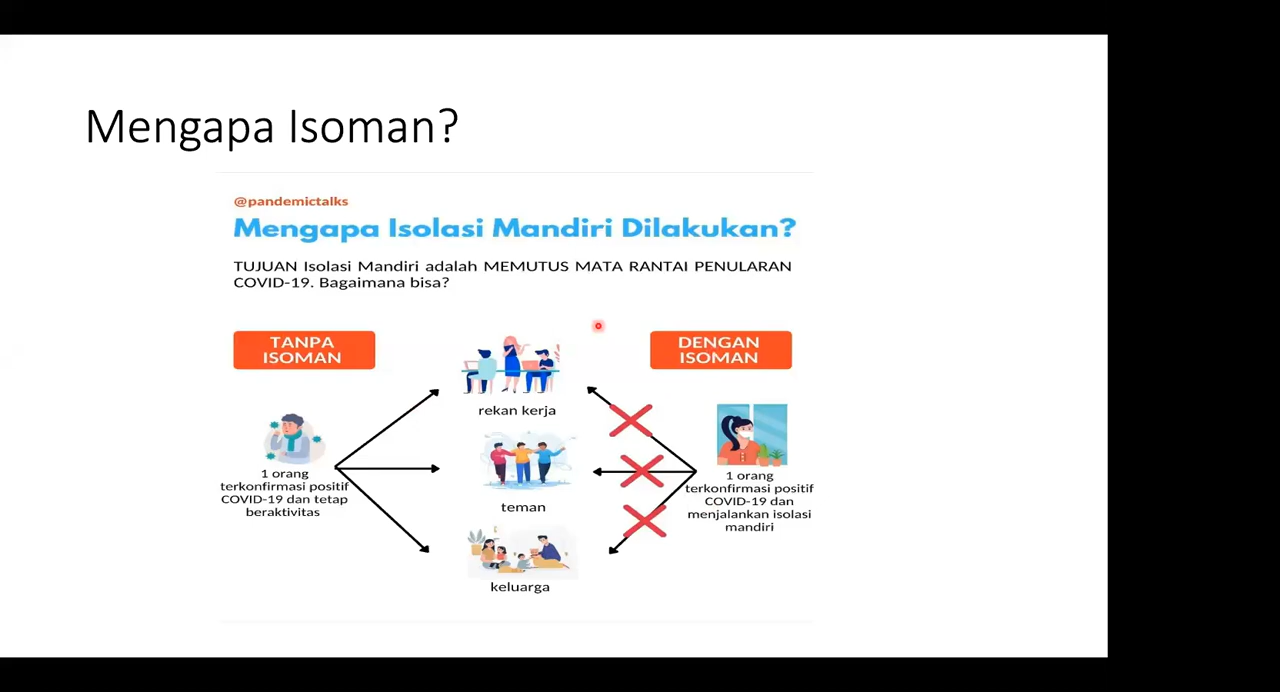 Mengapa Isoman?
@pandemictalks
Mengapa Isolasi Mandiri Dilakukan?
TUJUAN Isolasi Mandiri adalah MEMUTUS MATA RANTAI PENULARAN
COVID-19. Bagaimana bisa?
TANPA
ISOMAN
DENGAN
ISOMAN
rekan kerja
1 orang
terkonfirmasi positif
COVID-19 dan tetap
beraktivitas
teman
1 orang
terkonfirmasi positif
COVID-19 dan
menjalankan isolasi
mandiri
keluarga